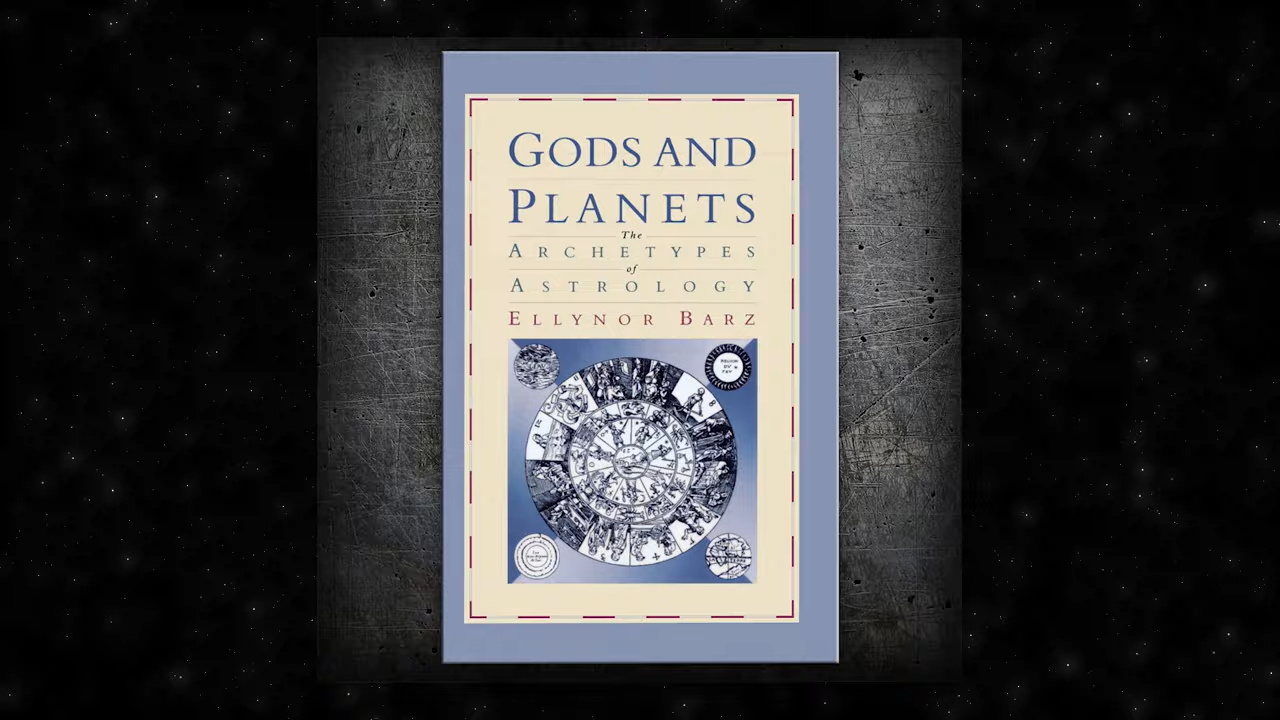 GODS AND
PLANETS
The
ARCHETYPES
of
ASTROLOGY
ELLYNOR BARZ